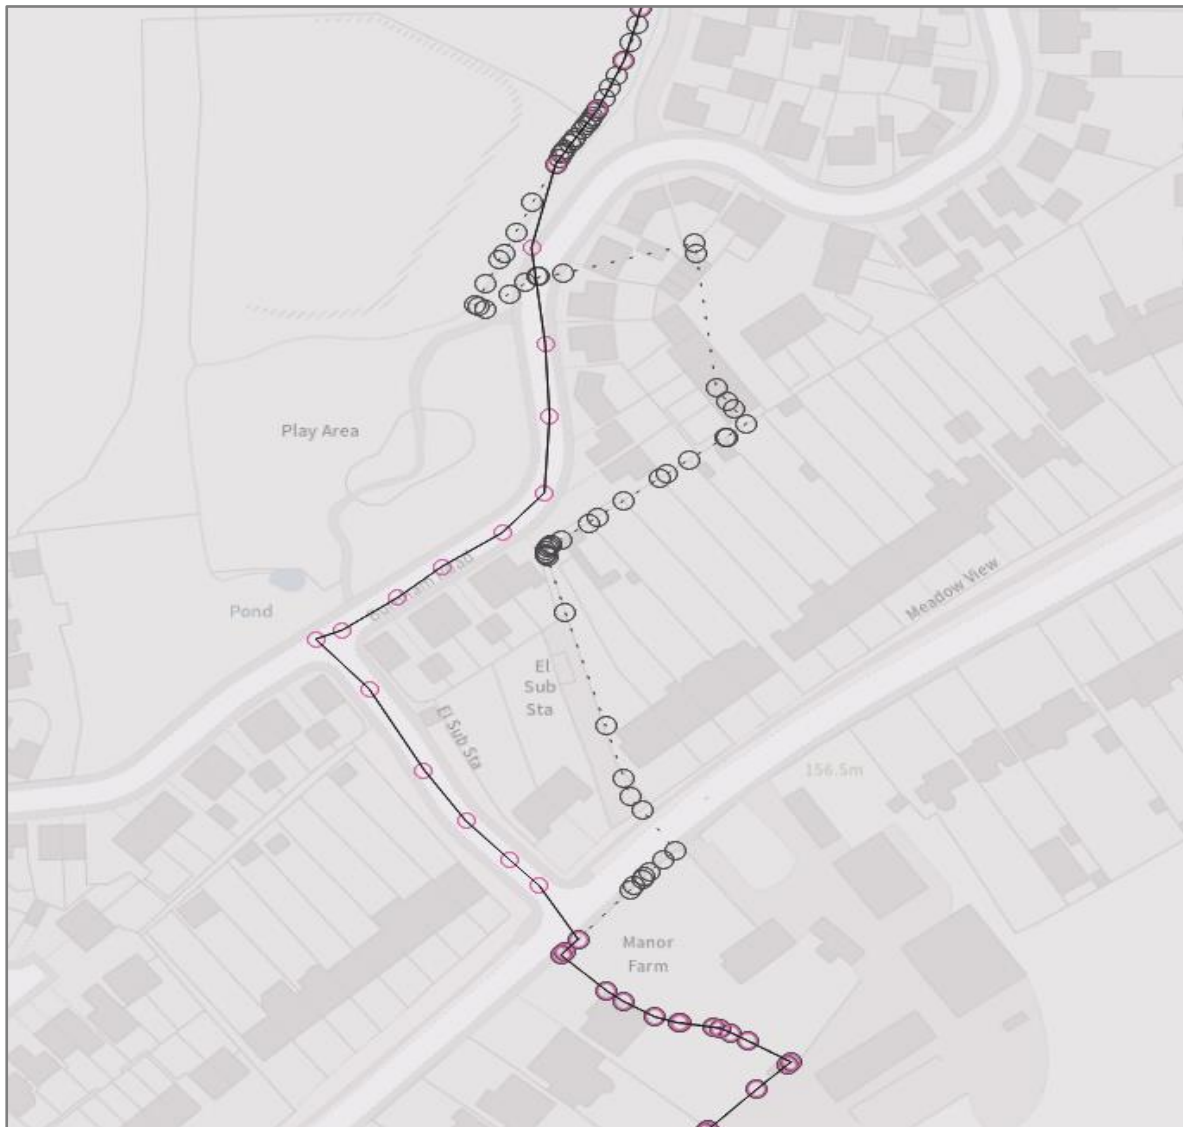 Play Area
Pond
Meadow View
El
Sub
Sta
El Sub Sta
156.5m
Manor
Farm